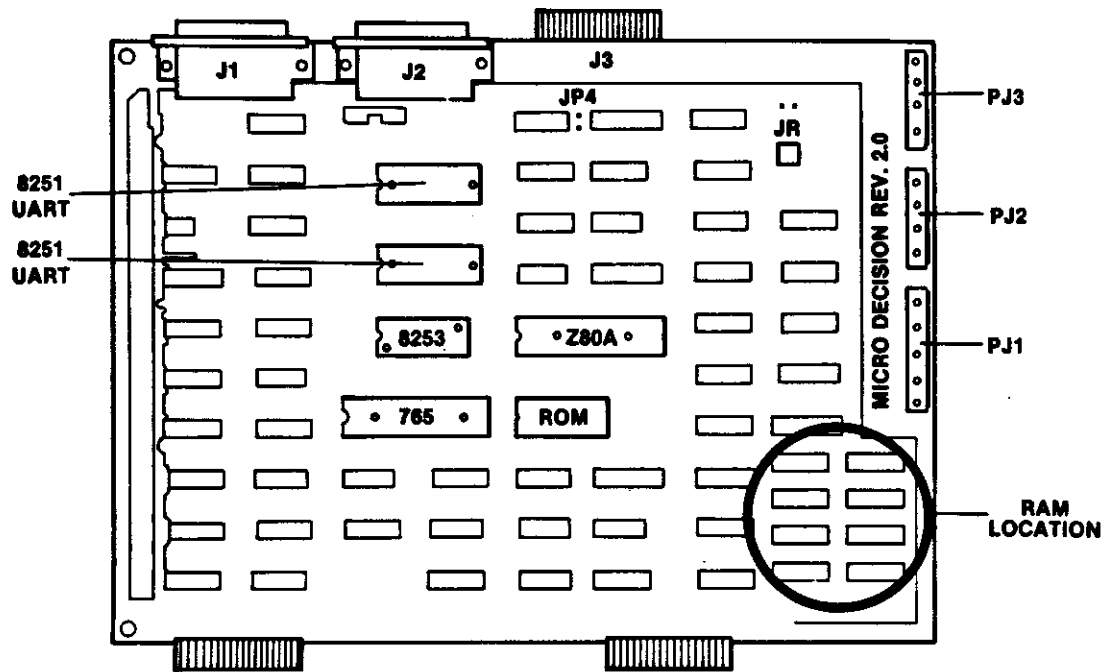 J1
J2
J3
JP4
JR
PJ3
8251
UART
PJ2
8251
UART
MICRO DECISION REV. 2.0
8253
Z80A
PJ1
765
ROM
RAM
LOCATION